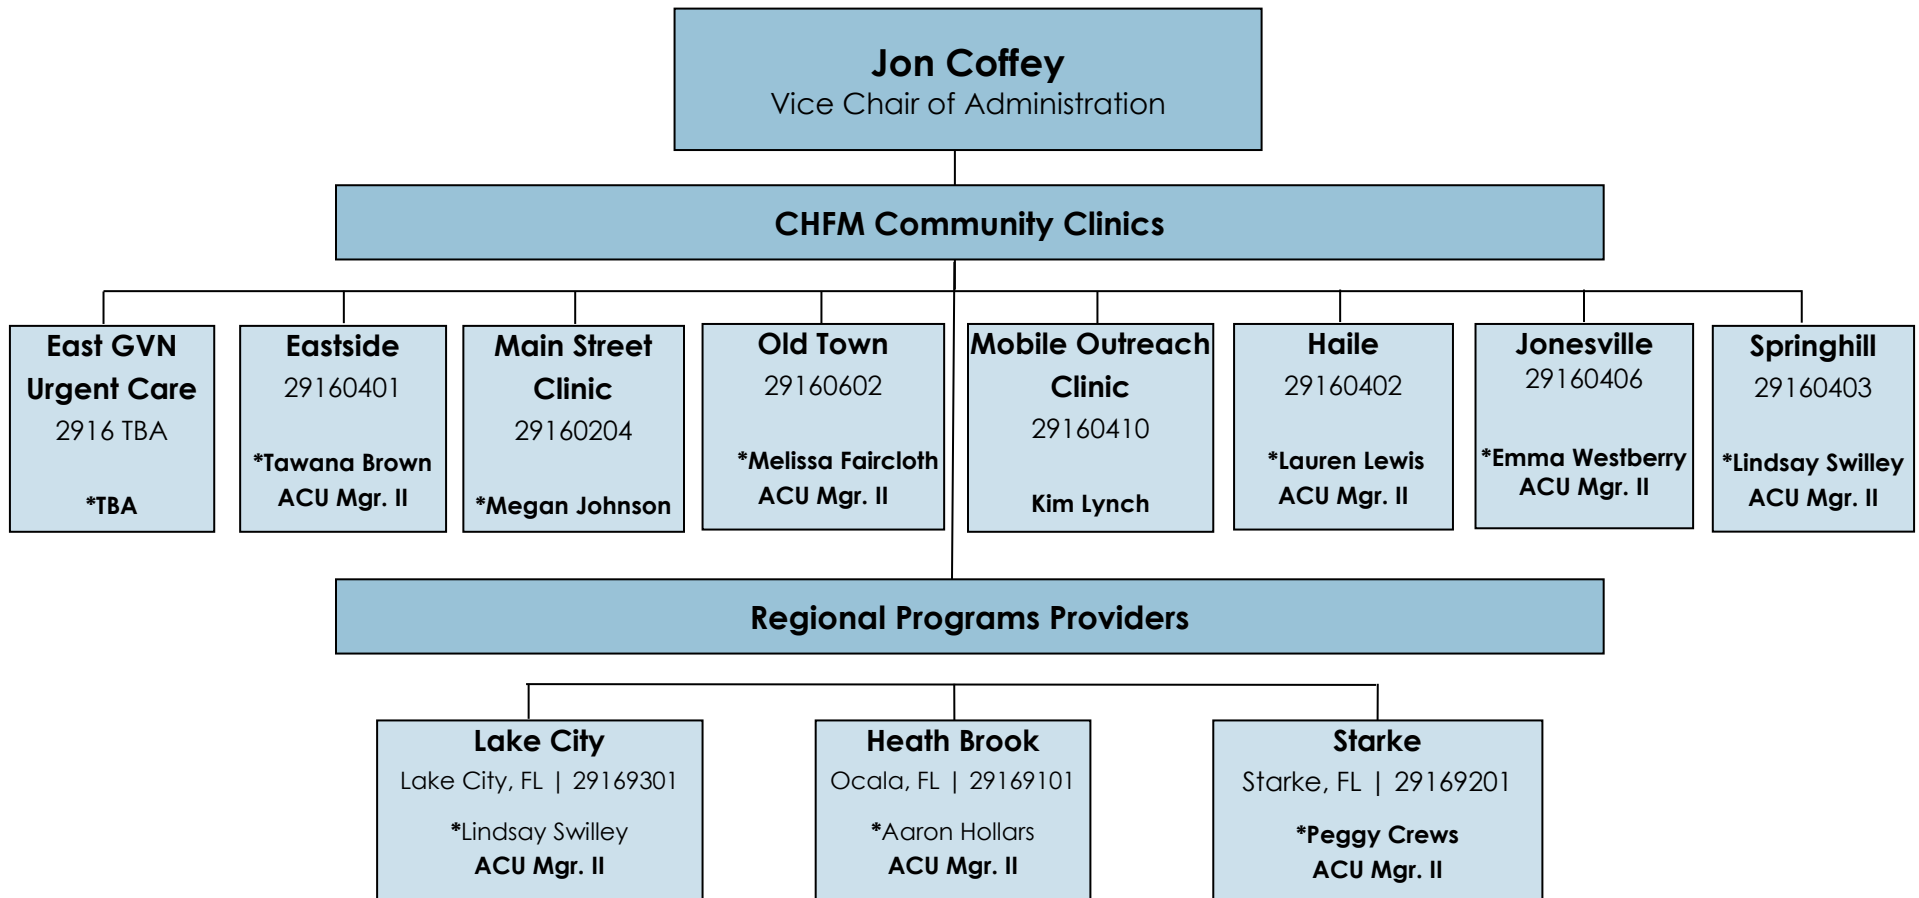 Jon Coffey
Vice Chair of Administration
CHFM Community Clinics
East GVN
Urgent Care
2916 TBA
*TBA
Eastside
29160401
*Tawana Brown
ACU Mgr. II
Main Street
Clinic
29160204
*Megan Johnson
Old Town
29160602
*Melissa Faircloth
ACU Mgr. II
Mobile Outreach
Clinic
29160410
Kim Lynch
Haile
29160402
*Lauren Lewis
ACU Mgr. II
Jonesville
29160406
*Emma Westberry
ACU Mgr. II
Springhill
29160403
*Lindsay Swilley
ACU Mgr. II
Regional Programs Providers
Lake City
Lake City, FL | 29169301
*Lindsay Swilley
ACU Mgr. II
Heath Brook
Ocala, FL | 29169101
*Aaron Hollars
ACU Mgr. II
Starke
Starke, FL | 29169201
*Peggy Crews
ACU Mgr. II